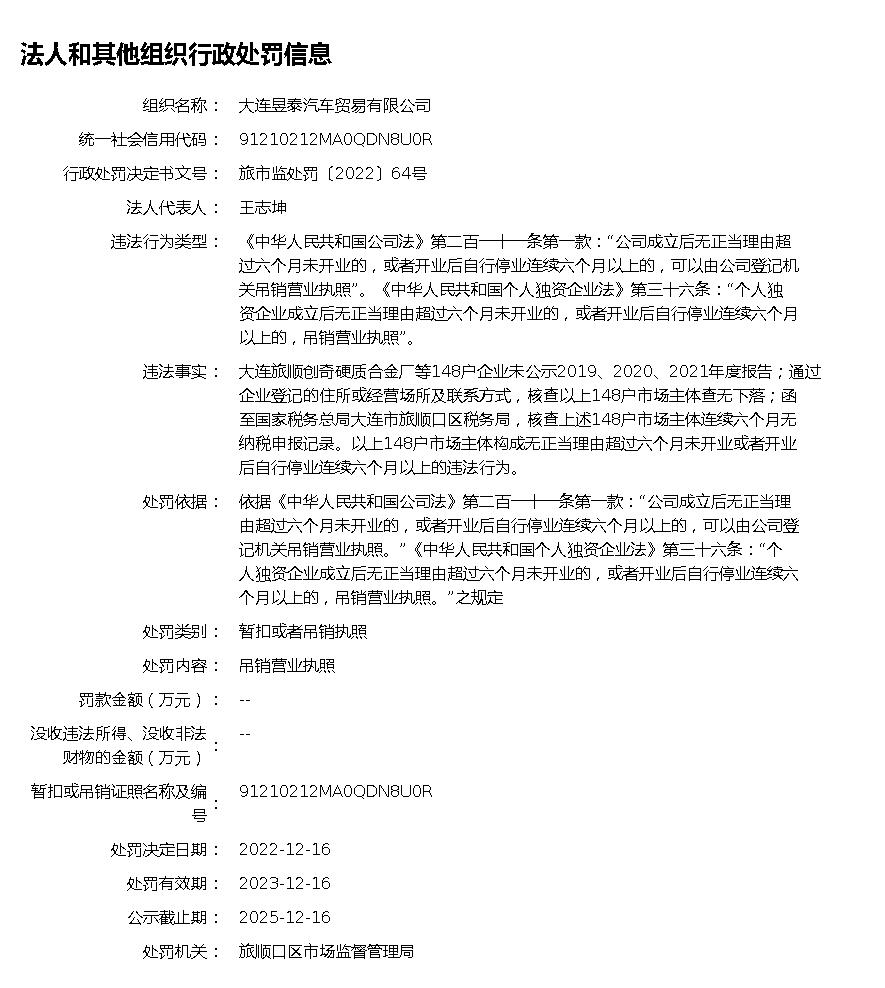 法人和其他组织行政处罚信息
组织名称： 大连昱泰汽车贸易有限公司
统一社会信用代码： 91210212MA0QDN8U0R
行政处罚决定书文号： 旅市监处罚〔2022〕64号
法人代表人： 王志坤
违法行为类型： 《中华人民共和国公司法》第二百一十一条第一款：“公司成立后无正当理由超
过六个月未开业的，或者开业后自行停业连续六个月以上的，可以由公司登记机
关吊销营业执照”。《中华人民共和国个人独资企业法》第三十六条：“个人独
资企业成立后无正当理由超过六个月未开业的，或者开业后自行停业连续六个月
以上的，吊销营业执照”。
违法事实： 大连旅顺创奇硬质合金厂等148户企业未公示2019、2020、2021年度报告；通过
企业登记的住所或经营场所及联系方式，核查以上148户市场主体查无下落；函
至国家税务总局大连市旅顺口区税务局，核查上述148户市场主体连续六个月无
纳税申报记录。以上148户市场主体构成无正当理由超过六个月未开业或者开业
后自行停业连续六个月以上的违法行为。
处罚依据： 依据《中华人民共和国公司法》第二百一十一条第一款：“公司成立后无正当理
由超过六个月未开业的，或者开业后自行停业连续六个月以上的，可以由公司登
记机关吊销营业执照。”《中华人民共和国个人独资企业法》第三十六条：“个
人独资企业成立后无正当理由超过六个月未开业的，或者开业后自行停业连续六
个月以上的，吊销营业执照。”之规定
处罚类别： 暂扣或者吊销执照
处罚内容： 吊销营业执照
罚款金额（万元）： --
没收违法所得、没收非法
财物的金额（万元）： --
暂扣或吊销证照名称及编
号： 91210212MA0QDN8U0R
处罚决定日期： 2022-12-16
处罚有效期： 2023-12-16
公示截止期： 2025-12-16
处罚机关： 旅顺口区市场监督管理局